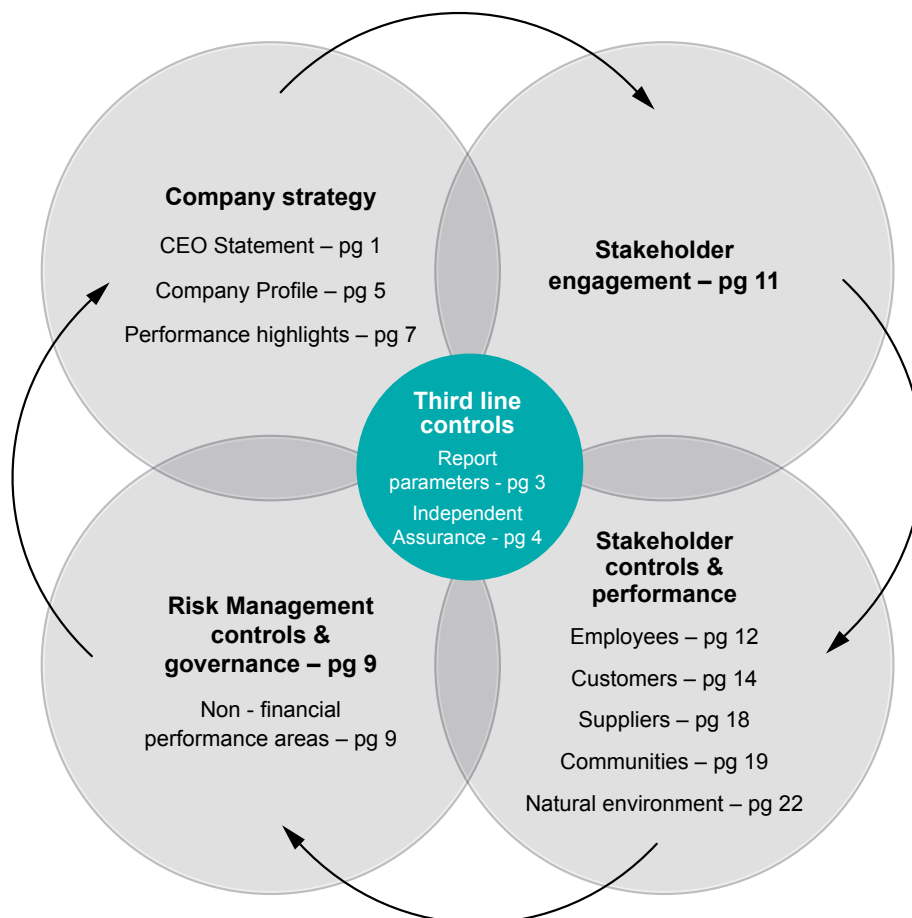 Company strategy
CEO Statement – pg 1
Company Profile – pg 5
Performance highlights – pg 7
Stakeholder
engagement – pg 11
Third line
controls
Report
parameters - pg 3
Independent
Assurance - pg 4
Risk Management
controls &
governance – pg 9
Non - financial
performance areas – pg 9
Stakeholder
controls &
performance
Employees – pg 12
Customers – pg 14
Suppliers – pg 18
Communities – pg 19
Natural environment – pg 22